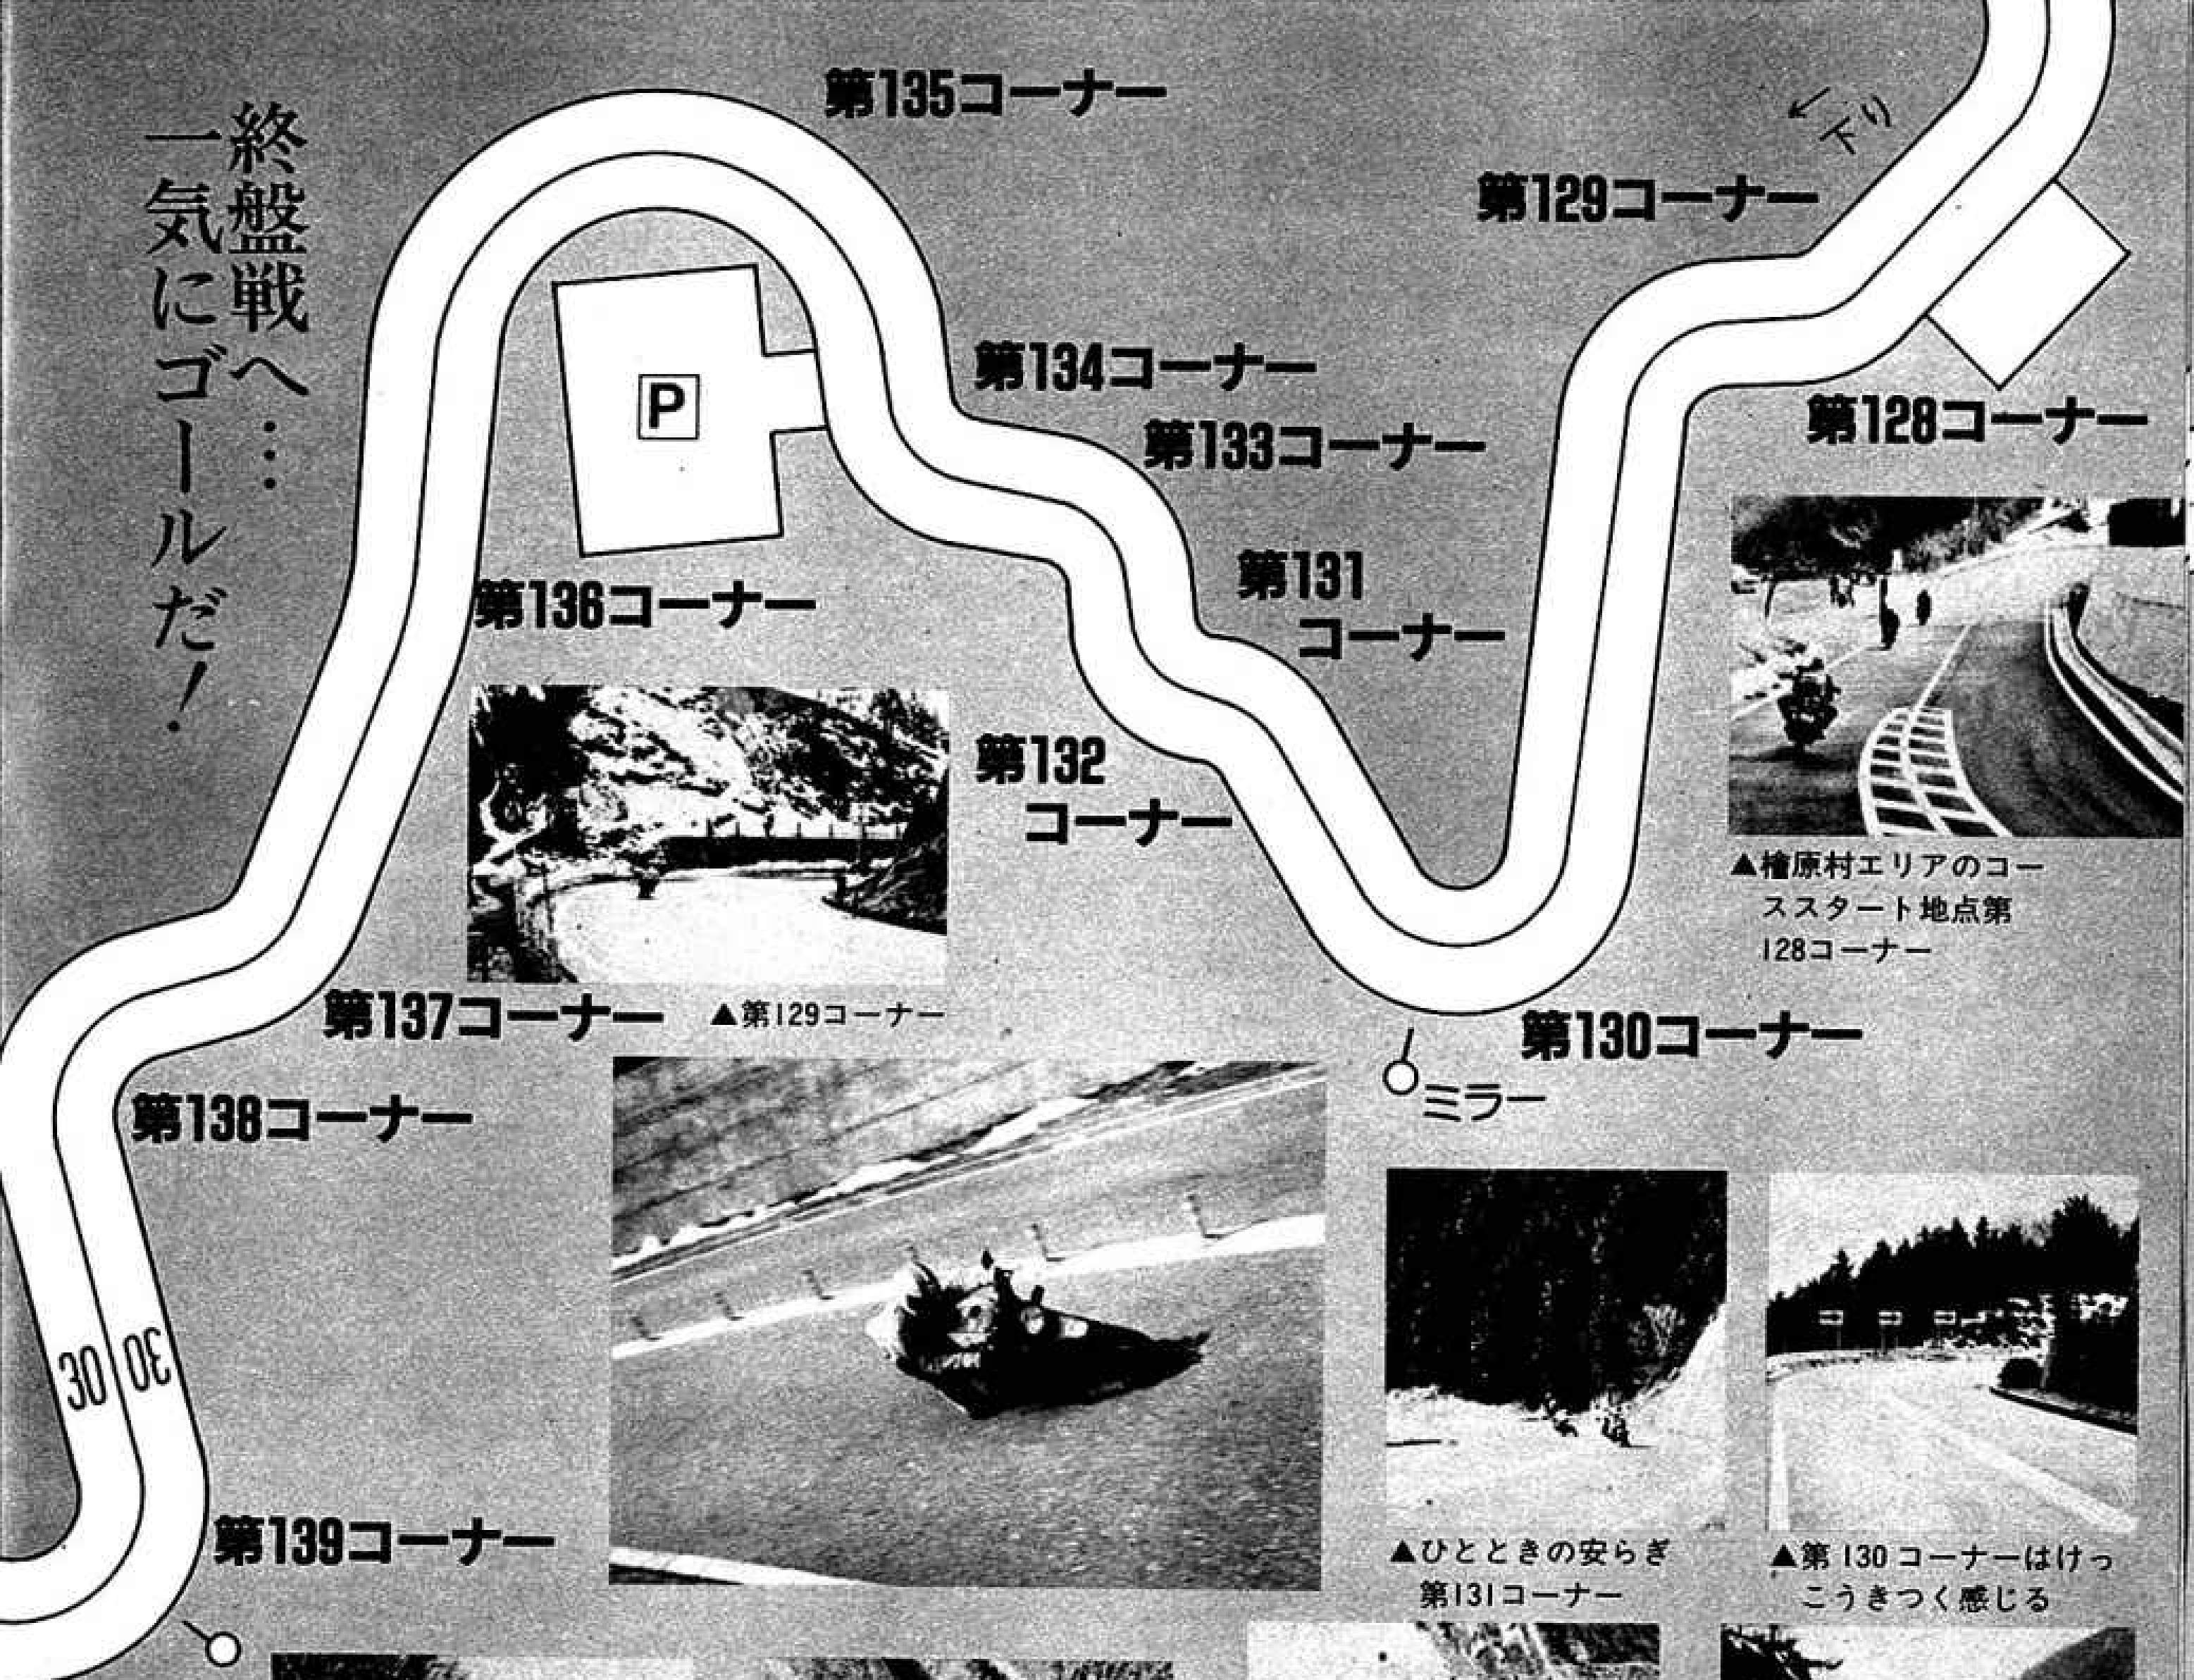 終盤戦へ……
一気にゴールだ!
第135コーナー
下り
第129コーナー
第134コーナー
第133コーナー
第128コーナー
P
第131
コーナー
第136コーナー
第132
コーナー
▲檜原村エリアのコー
ススタート地点第
128コーナー
第137コーナー
▲第129コーナー
第130コーナー
ミラー
第138コーナー
30
30
第139コーナー
▲ひとときの安らぎ
第131コーナー
▲第130コーナーはけっ
こうきつく感じる